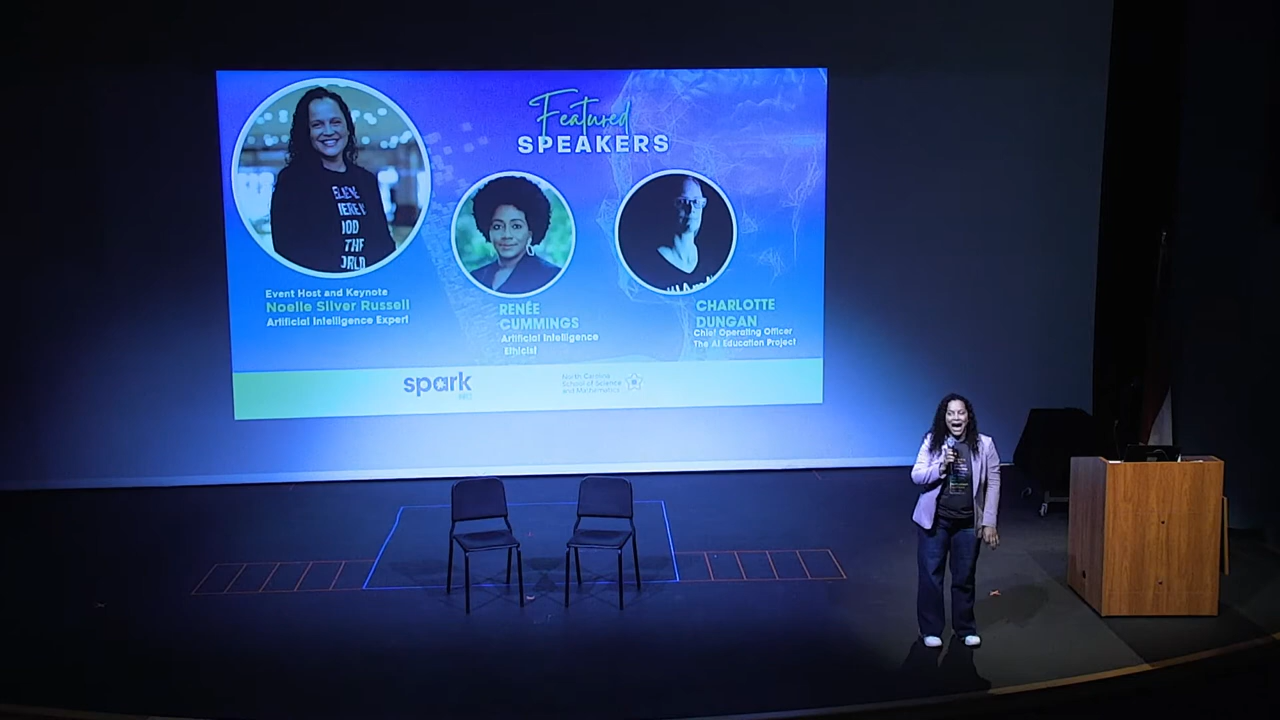 Featured
SPEAKERS
Event Host and Keynote
Noelle Silver Russell
Artificial Intelligence Expert
RENÉE
CUMMINGS
Artificial Intelligence
Ethicist
CHARLOTTE
DUNGAN
Chief Operating Officer
The AI Education Project
spark
North Carolina
School of Science
and Mathematics